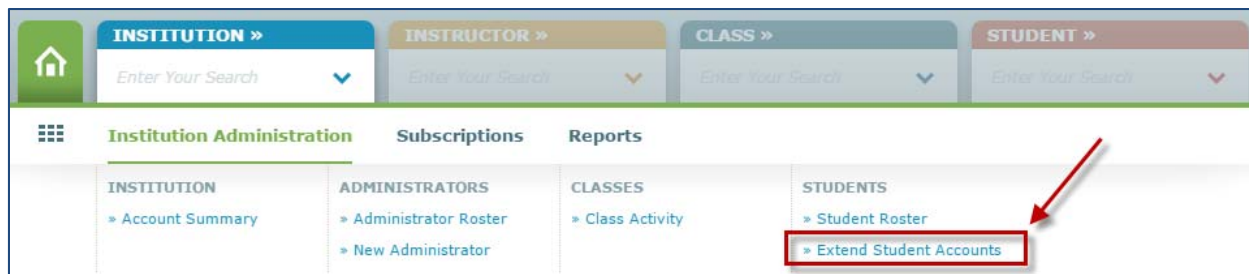 INSTITUTION » INSTRUCTOR » CLASS » STUDENT »
Enter Your Search Enter Your Search Enter Your Search Enter Your Search
Institution Administration Subscriptions Reports
INSTITUTION ADMINISTRATORS CLASSES STUDENTS
» Account Summary » Administrator Roster » Class Activity » Student Roster
» New Administrator » Extend Student Accounts